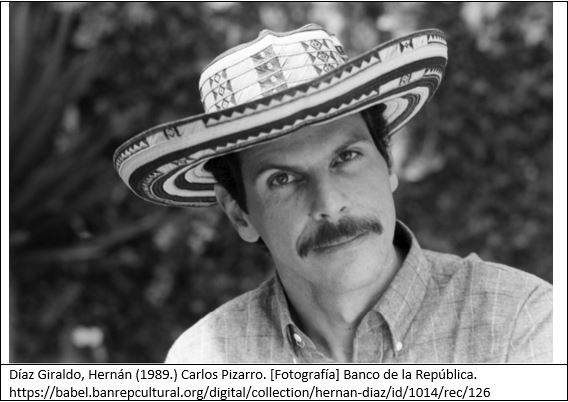 Díaz Giraldo, Hernán (1989.) Carlos Pizarro. [Fotografía] Banco de la República.
https://babel.banrepcultural.org/digital/collection/hernan-diaz/id/1014/rec/126